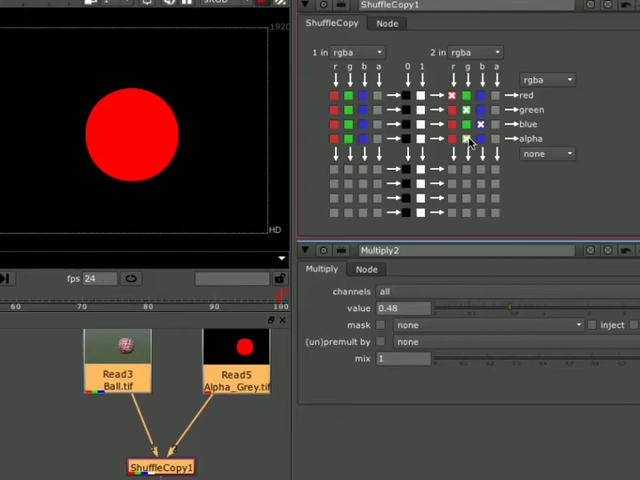 1920
ShuffleCopy1
ShuffleCopy
Node
1 in
rgba
2 in
rgba
r g b a
0 1
r g b a
rgba
red
green
blue
alpha
none
HD
fps
24
60
80
100
Multiply2
Multiply
Node
channels
all
value
0.48
mask
none
inject
(un)premult by
none
mix
1
Read3
Ball.tif
Read5
Alpha_Grey.tif
ShuffleCopy1